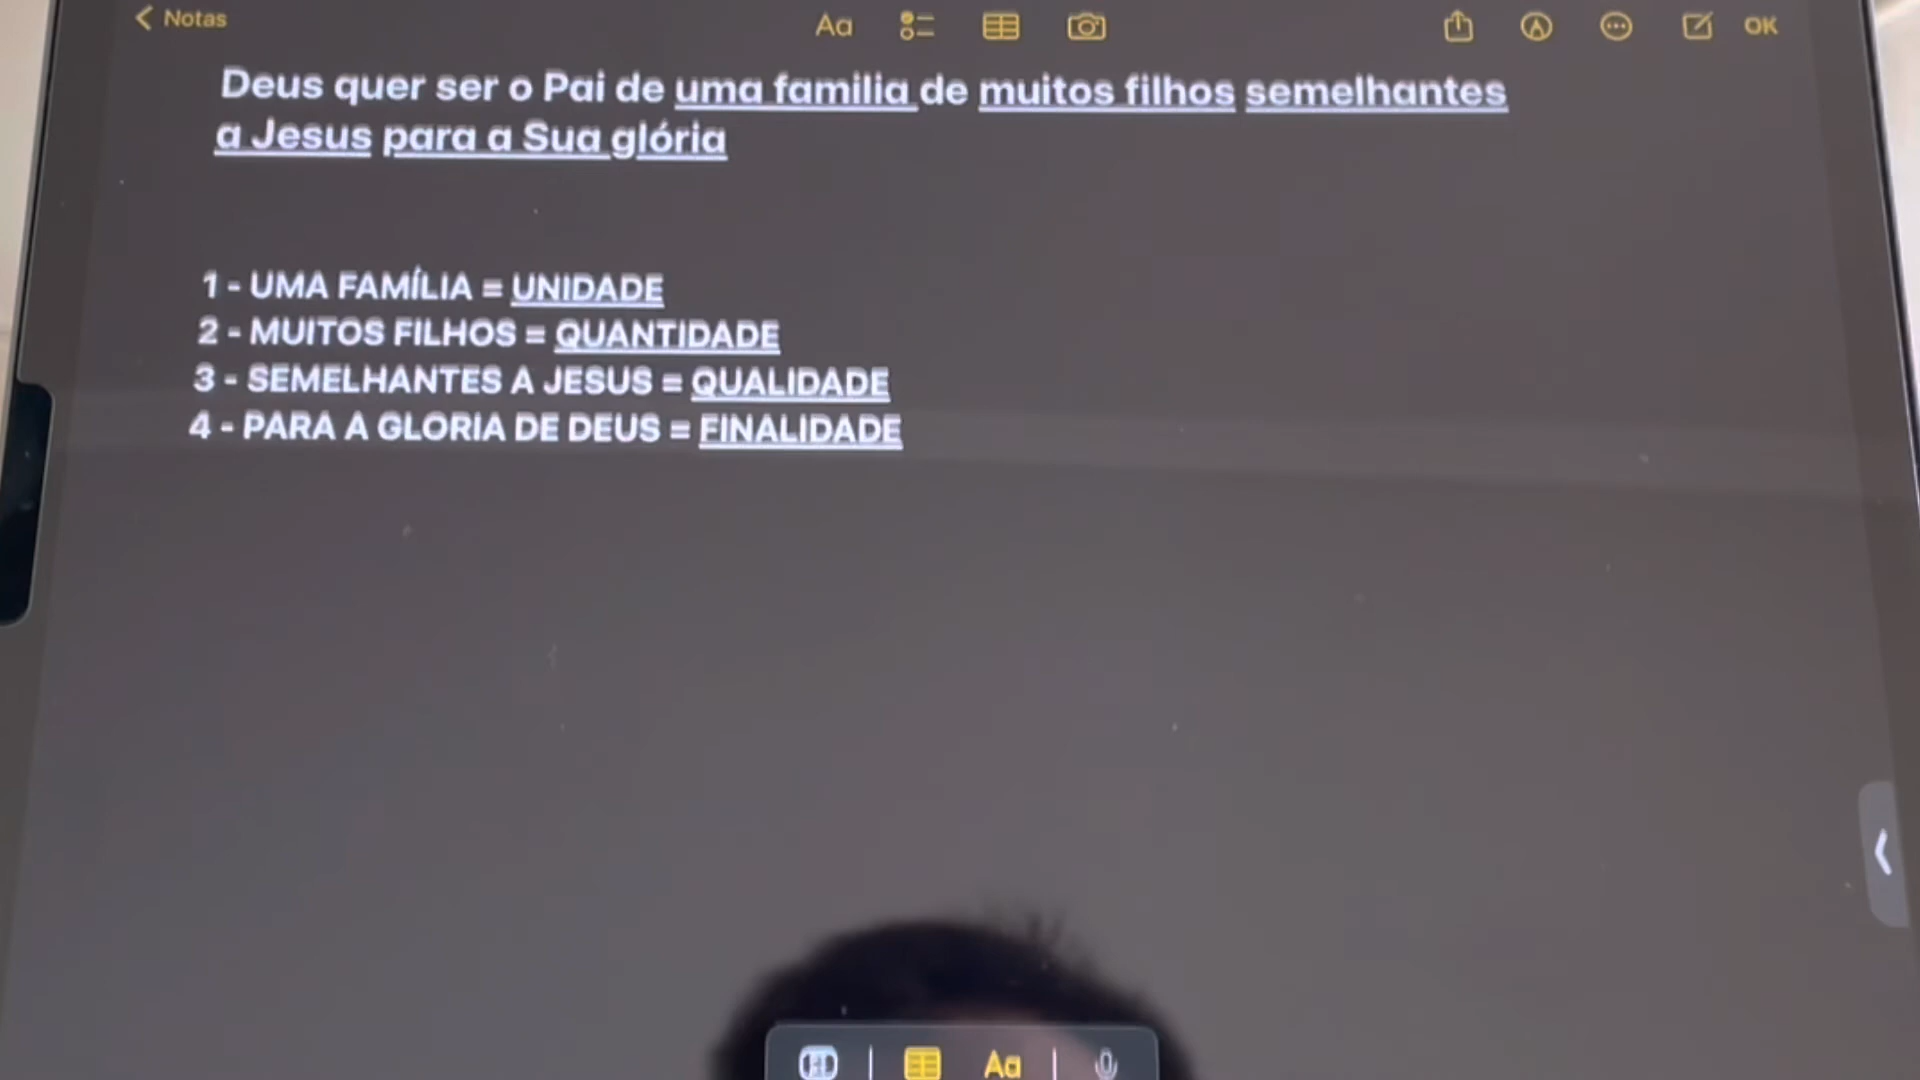 Notas
Aa
OK
Deus quer ser o Pai de uma familia de muitos filhos semelhantes
a Jesus para a Sua glória
1 - UMA FAMÍLIA = UNIDADE
2 - MUITOS FILHOS = QUANTIDADE
3 - SEMELHANTES A JESUS = QUALIDADE
4 - PARA A GLORIA DE DEUS = FINALIDADE
Aa